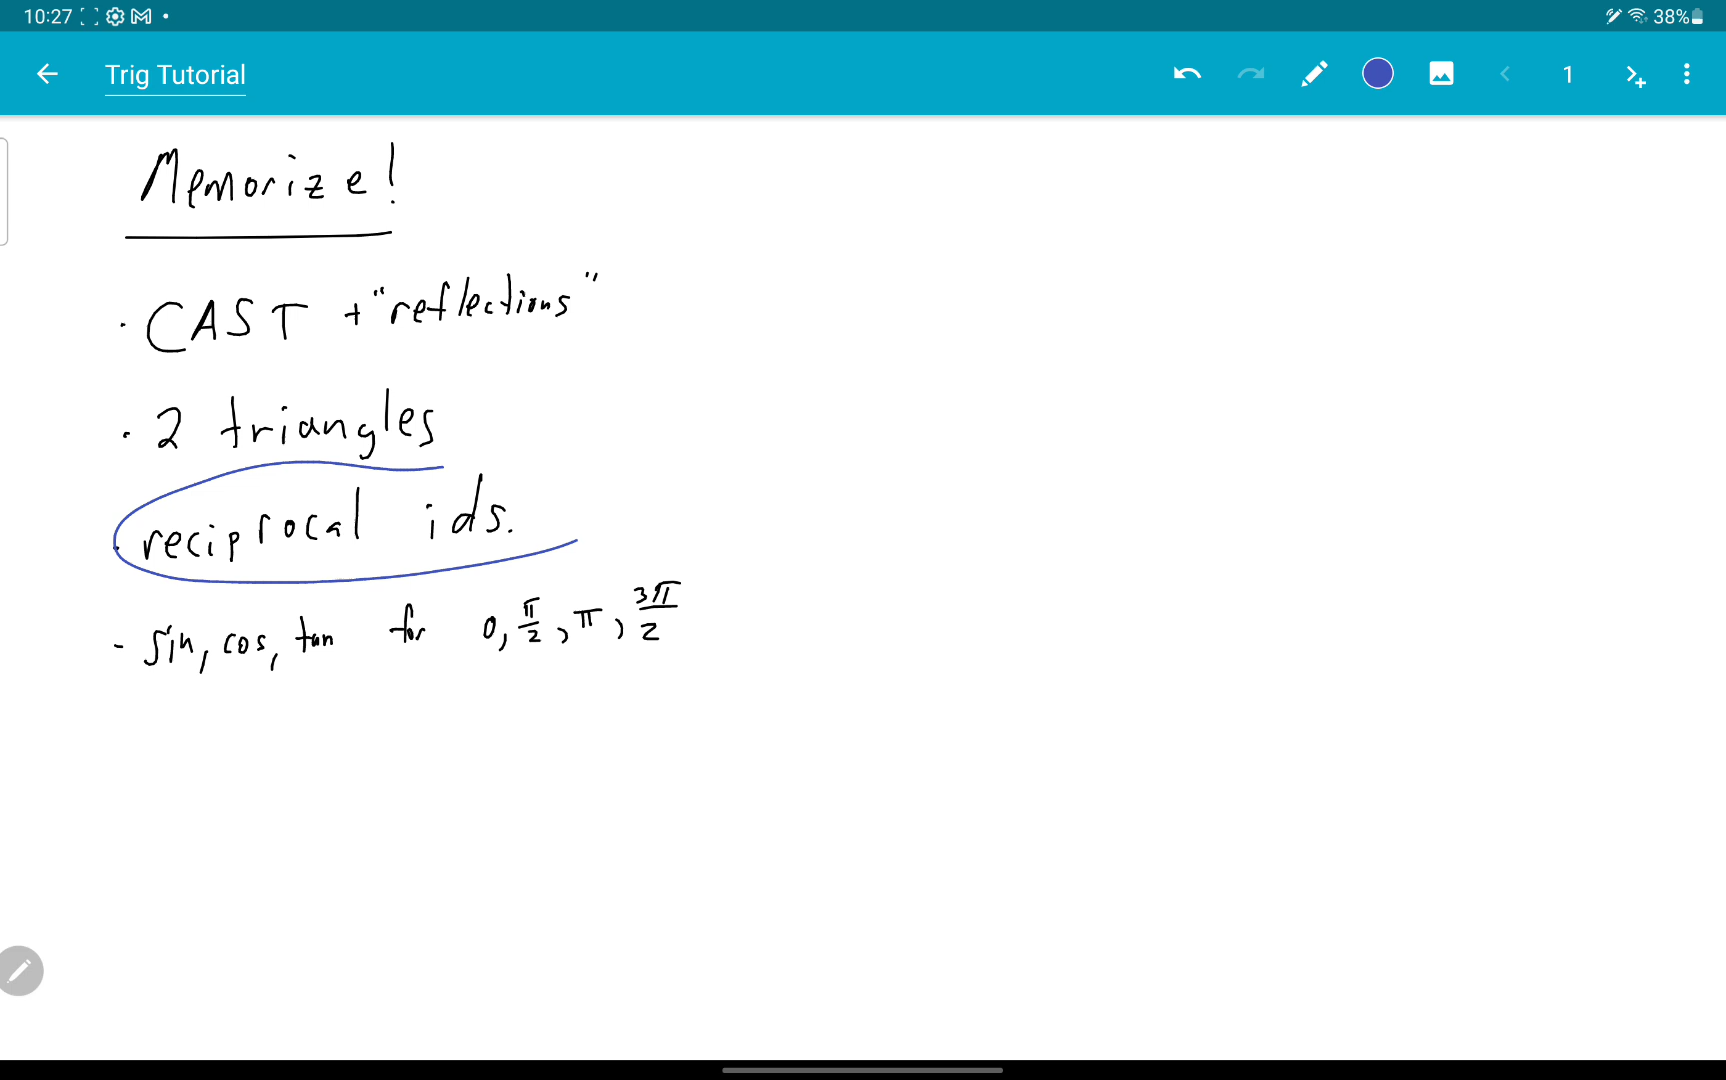 10:27 38%
Trig Tutorial 1
Memorize!
· CAST + "reflections"
· 2 triangles
· reciprocal ids.
- sin, cos, tan for 0, π/2, π, 3π/2